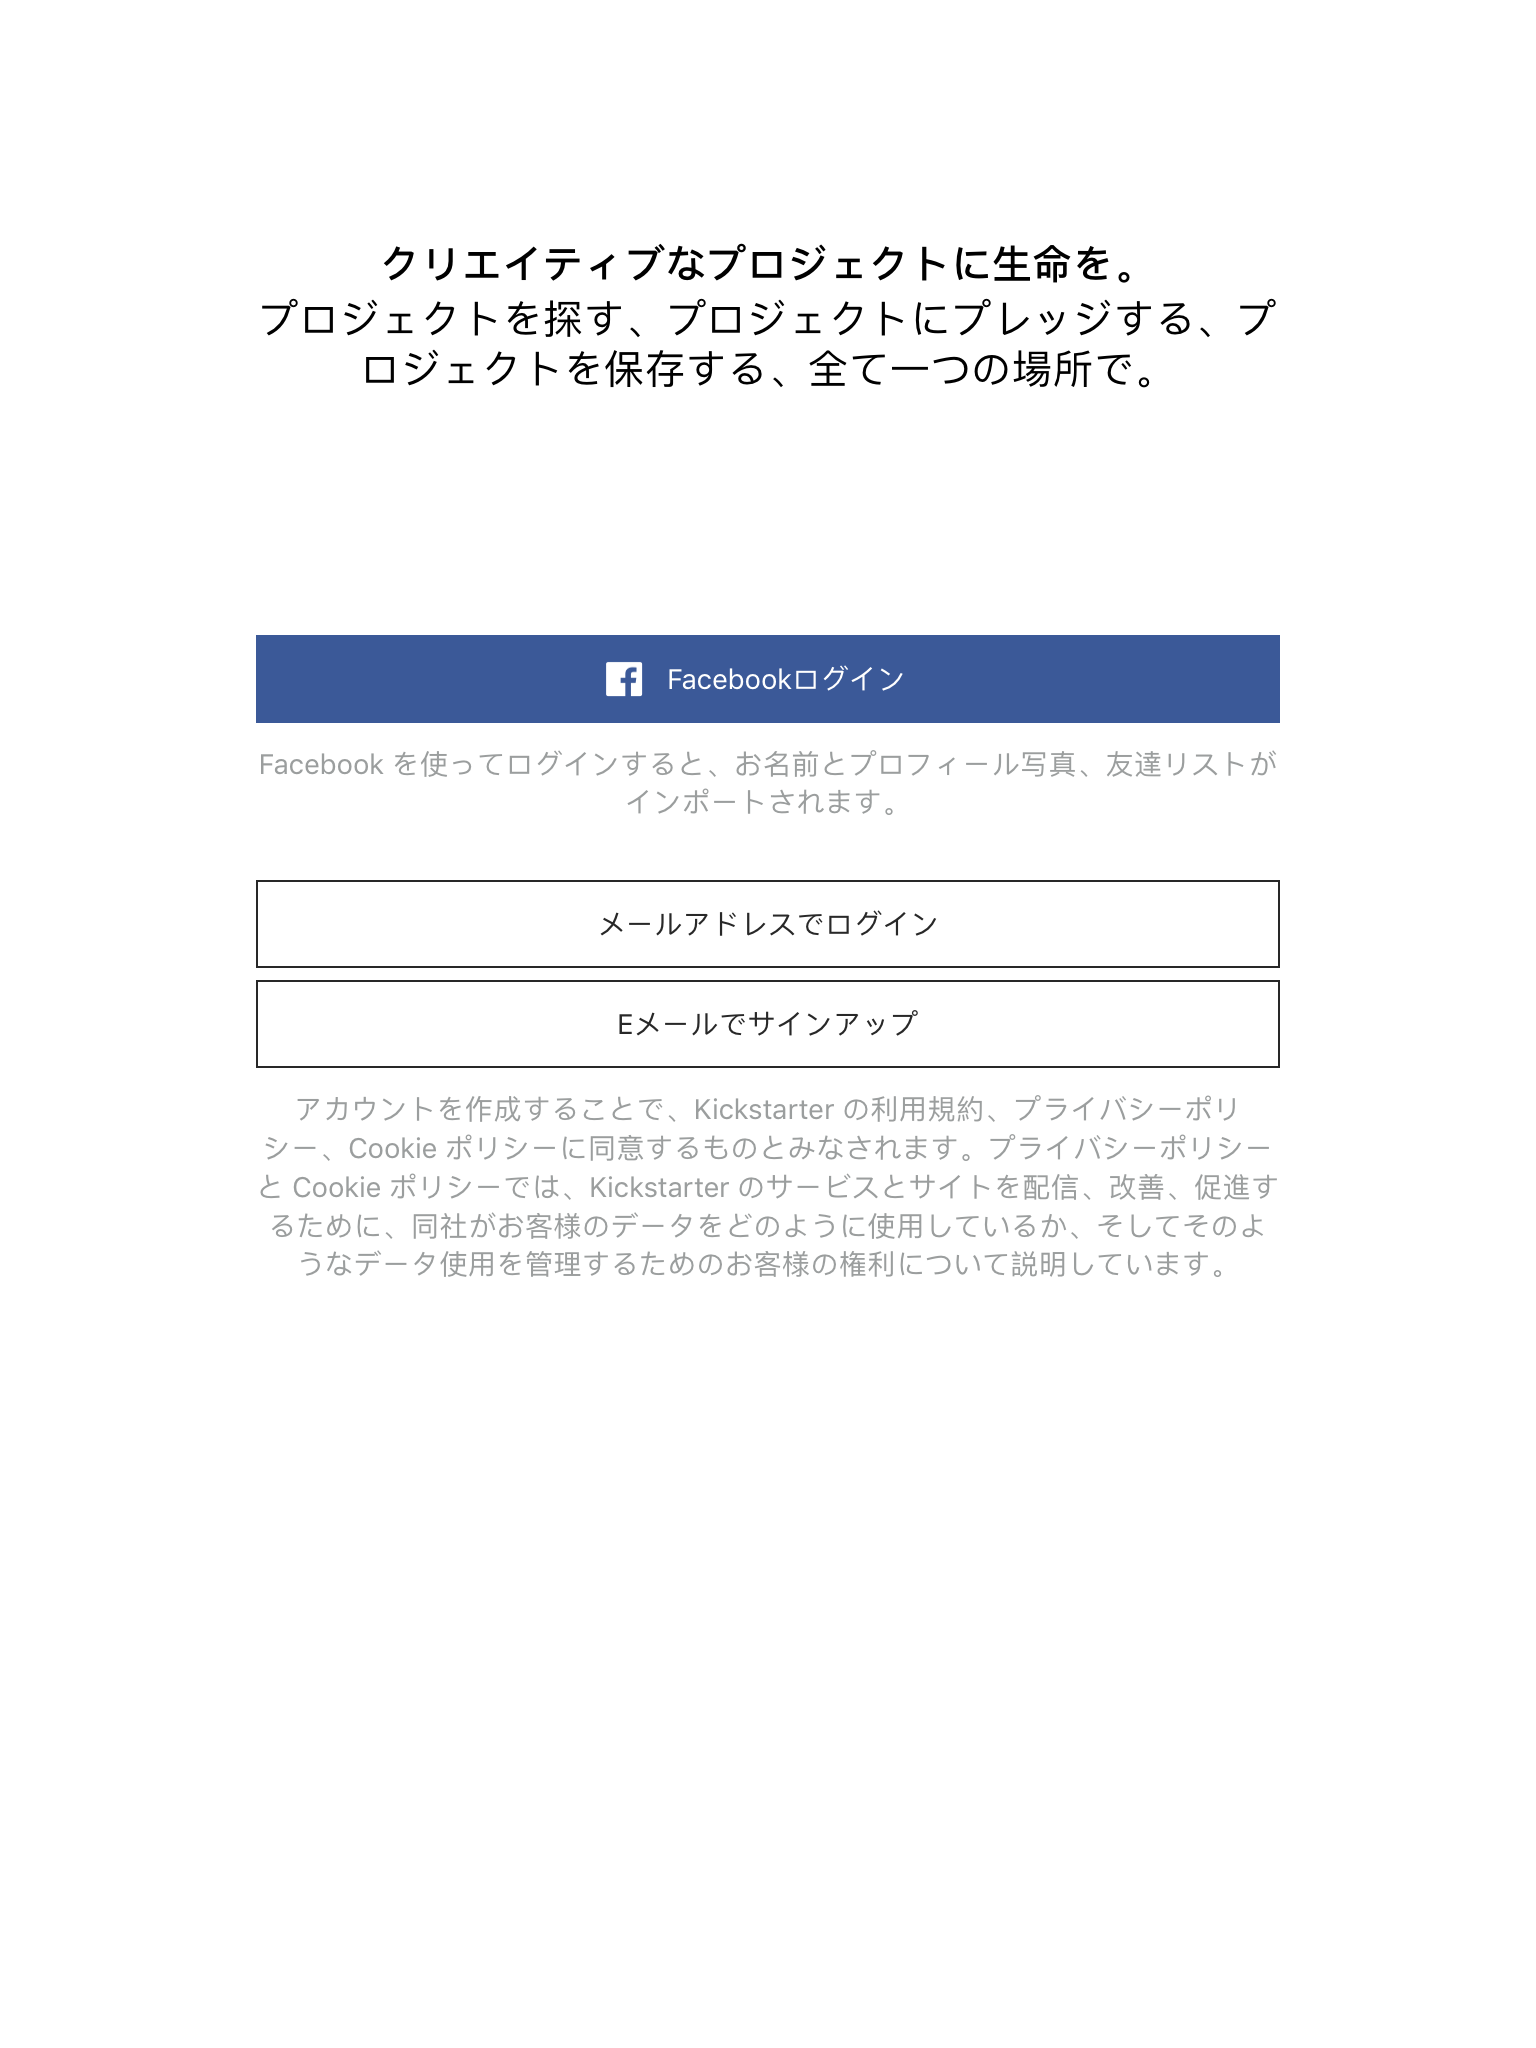 クリエイティブなプロジェクトに生命を。
プロジェクトを探す、プロジェクトにプレッジする、プ
ロジェクトを保存する、全て一つの場所で。
Facebookログイン
Facebook を使ってログインすると、お名前とプロフィール写真、友達リストが
インポートされます。
メールアドレスでログイン
Eメールでサインアップ
アカウントを作成することで、Kickstarter の利用規約、プライバシーポリ
シー、Cookie ポリシーに同意するものとみなされます。プライバシーポリシー
と Cookie ポリシーでは、Kickstarter のサービスとサイトを配信、改善、促進す
るために、同社がお客様のデータをどのように使用しているか、そしてそのよ
うなデータ使用を管理するためのお客様の権利について説明しています。